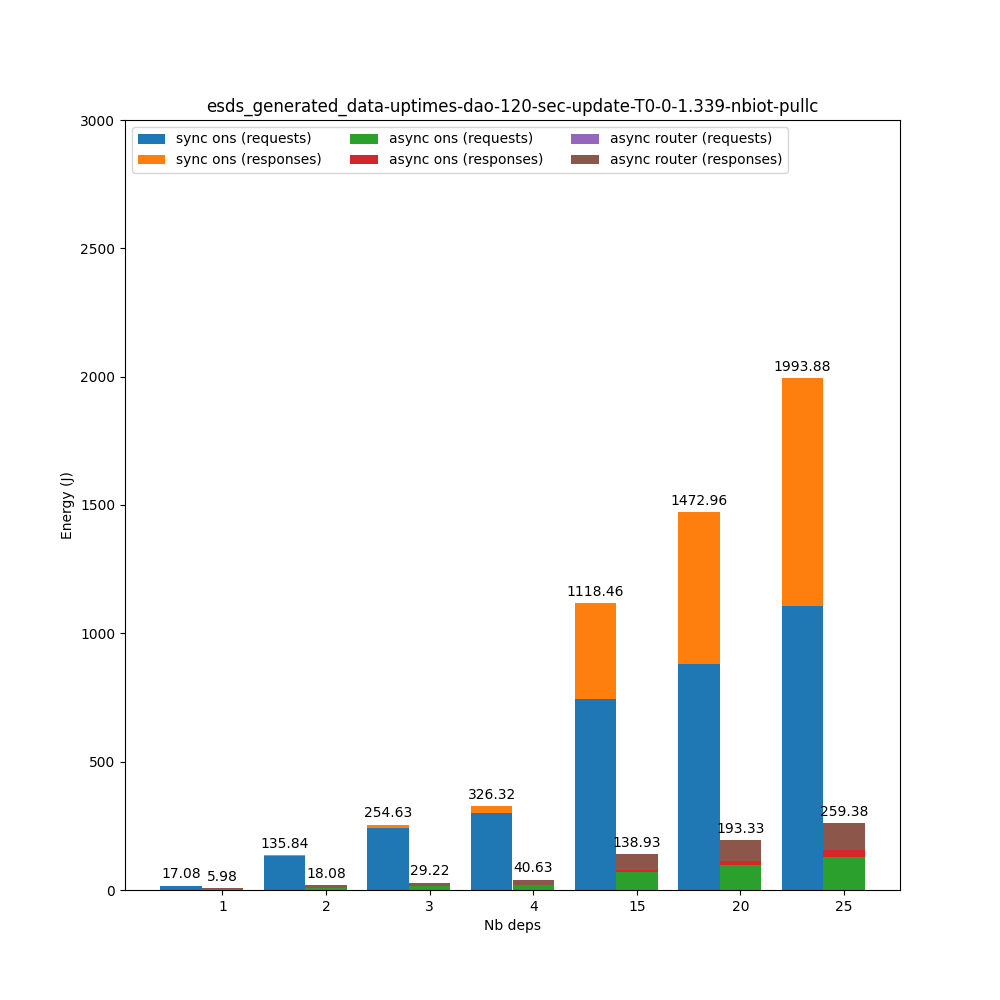 esds_generated_data-uptimes-dao-120-sec-update-T0-0-1.339-nbiot-pullc
sync ons (requests) async ons (requests) async router (requests)
sync ons (responses) async ons (responses) async router (responses)
3000
2500
2000
1500
1000
500
0
Energy (J)
17.08 5.98
135.84 18.08
254.63 29.22
326.32 40.63
1118.46 138.93
1472.96 193.33
1993.88 259.38
1 2 3 4 15 20 25
Nb deps